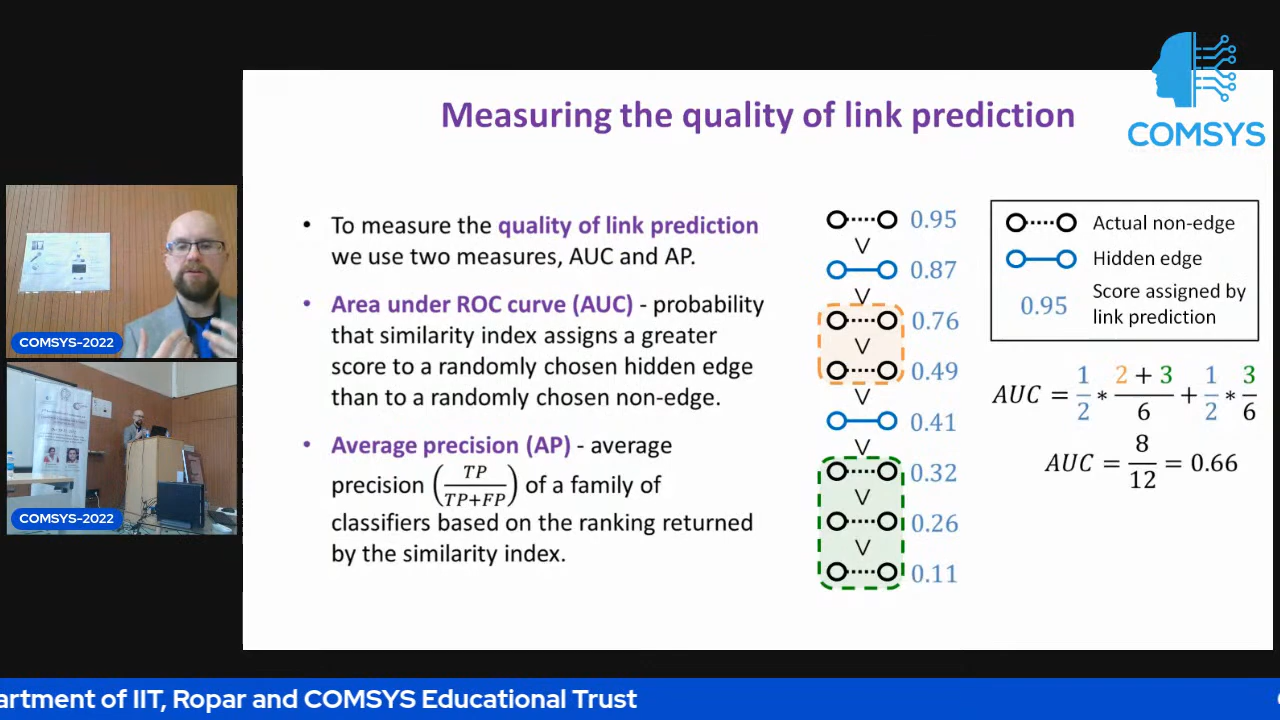 COMSYS
Measuring the quality of link prediction
• To measure the quality of link prediction
we use two measures, AUC and AP.
• Area under ROC curve (AUC) - probability
that similarity index assigns a greater
score to a randomly chosen hidden edge
than to a randomly chosen non-edge.
• Average precision (AP) - average
precision (TP/TP+FP) of a family of
classifiers based on the ranking returned
by the similarity index.
0.95
0.87
0.76
0.49
0.41
0.32
0.26
0.11
Actual non-edge
Hidden edge
0.95 Score assigned by
link prediction
AUC = 1/2 * 2 + 3/6 + 1/2 * 3/6
AUC = 8/12 = 0.66
COMSYS-2022
COMSYS-2022
artment of IIT, Ropar and COMSYS Educational Trust